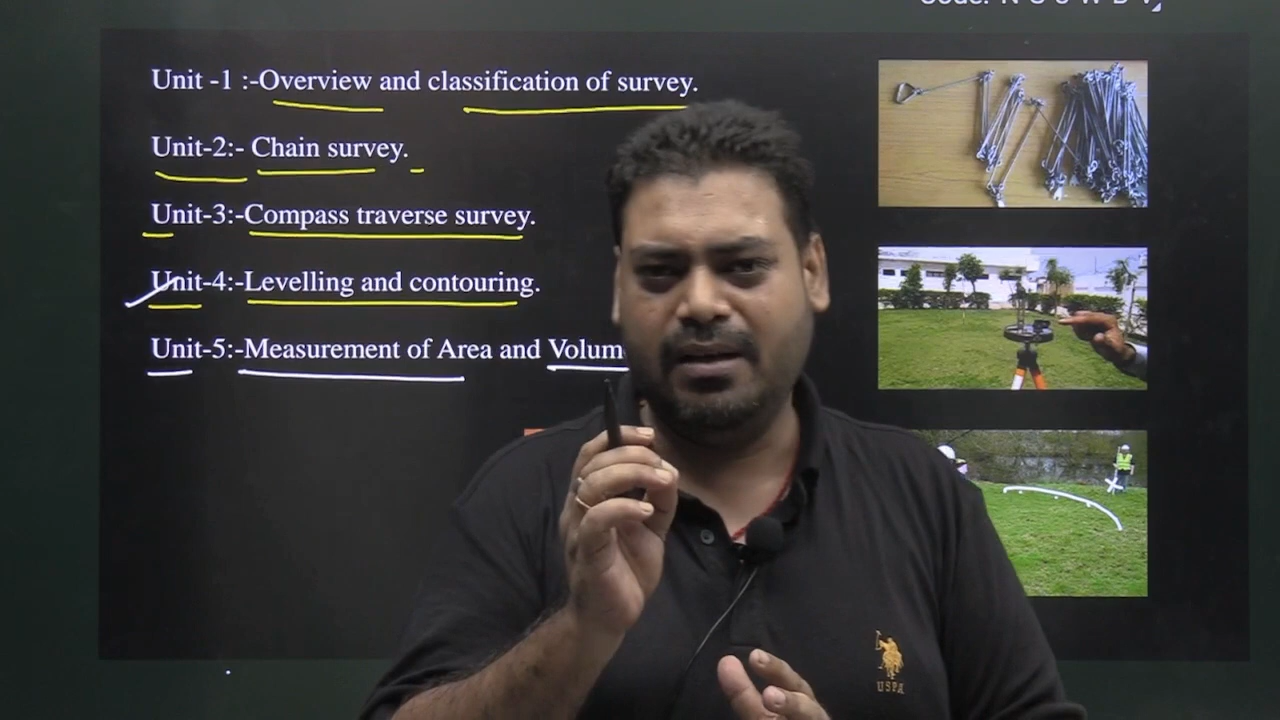 Unit -1 :-Overview and classification of survey.
Unit-2:- Chain survey.
Unit-3:-Compass traverse survey.
Unit-4:-Levelling and contouring.
Unit-5:-Measurement of Area and Volum
USPA